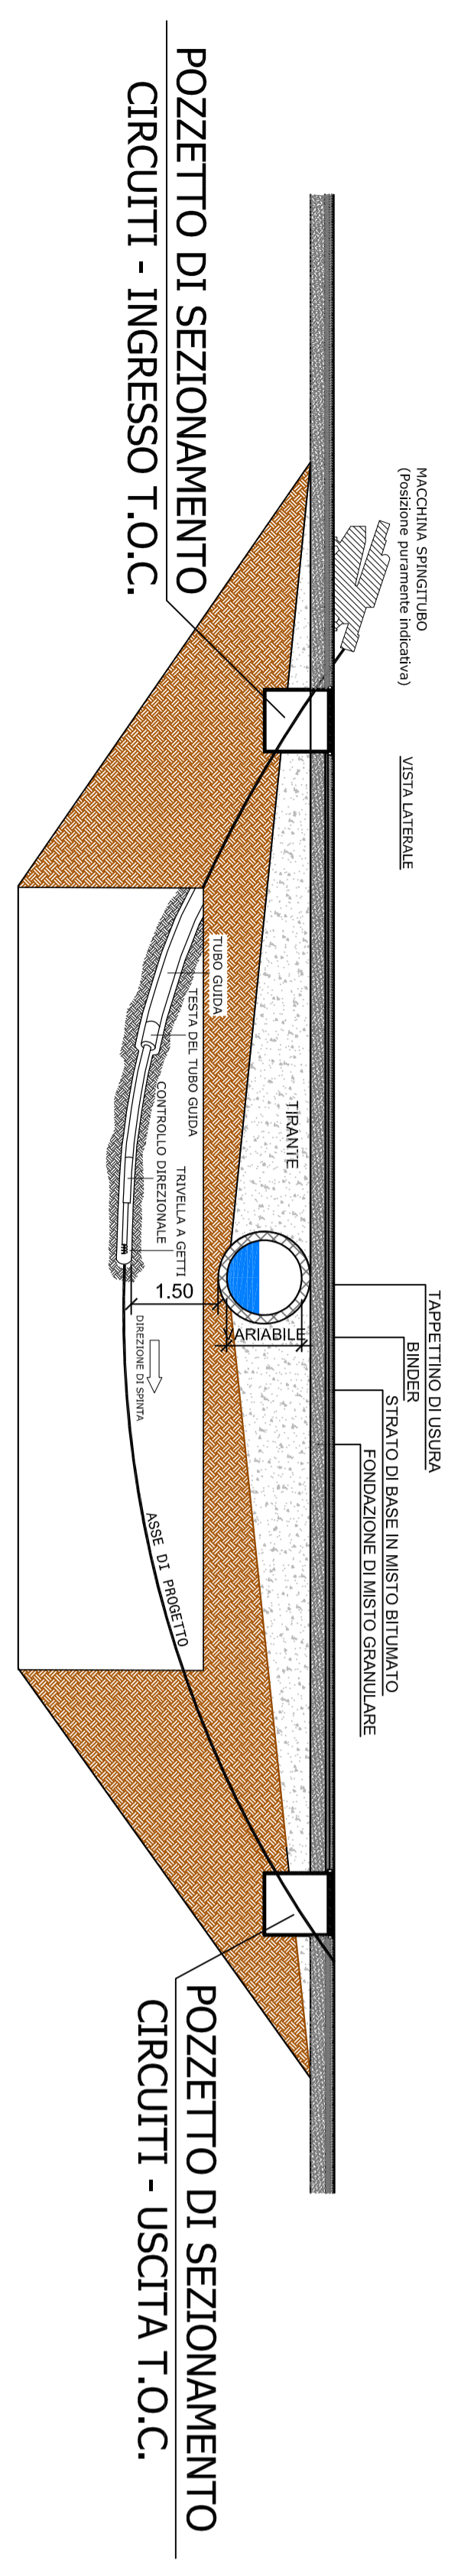 POZZETTO DI SEZIONAMENTO
CIRCUITI - INGRESSO T.O.C.
MACCHINA SPINGITUBO
(Posizione puramente indicativa)
VISTA LATERALE
TUBO GUIDA
TESTA DEL TUBO GUIDA
CONTROLLO DIREZIONALE
TRIVELLA A GETTI
TIRANTE
1.50
VARIABILE
DIREZIONE DI SPINTA
ASSE DI PROGETTO
TAPPETTINO DI USURA
BINDER
STRATO DI BASE IN MISTO BITUMATO
FONDAZIONE DI MISTO GRANULARE
POZZETTO DI SEZIONAMENTO
CIRCUITI - USCITA T.O.C.